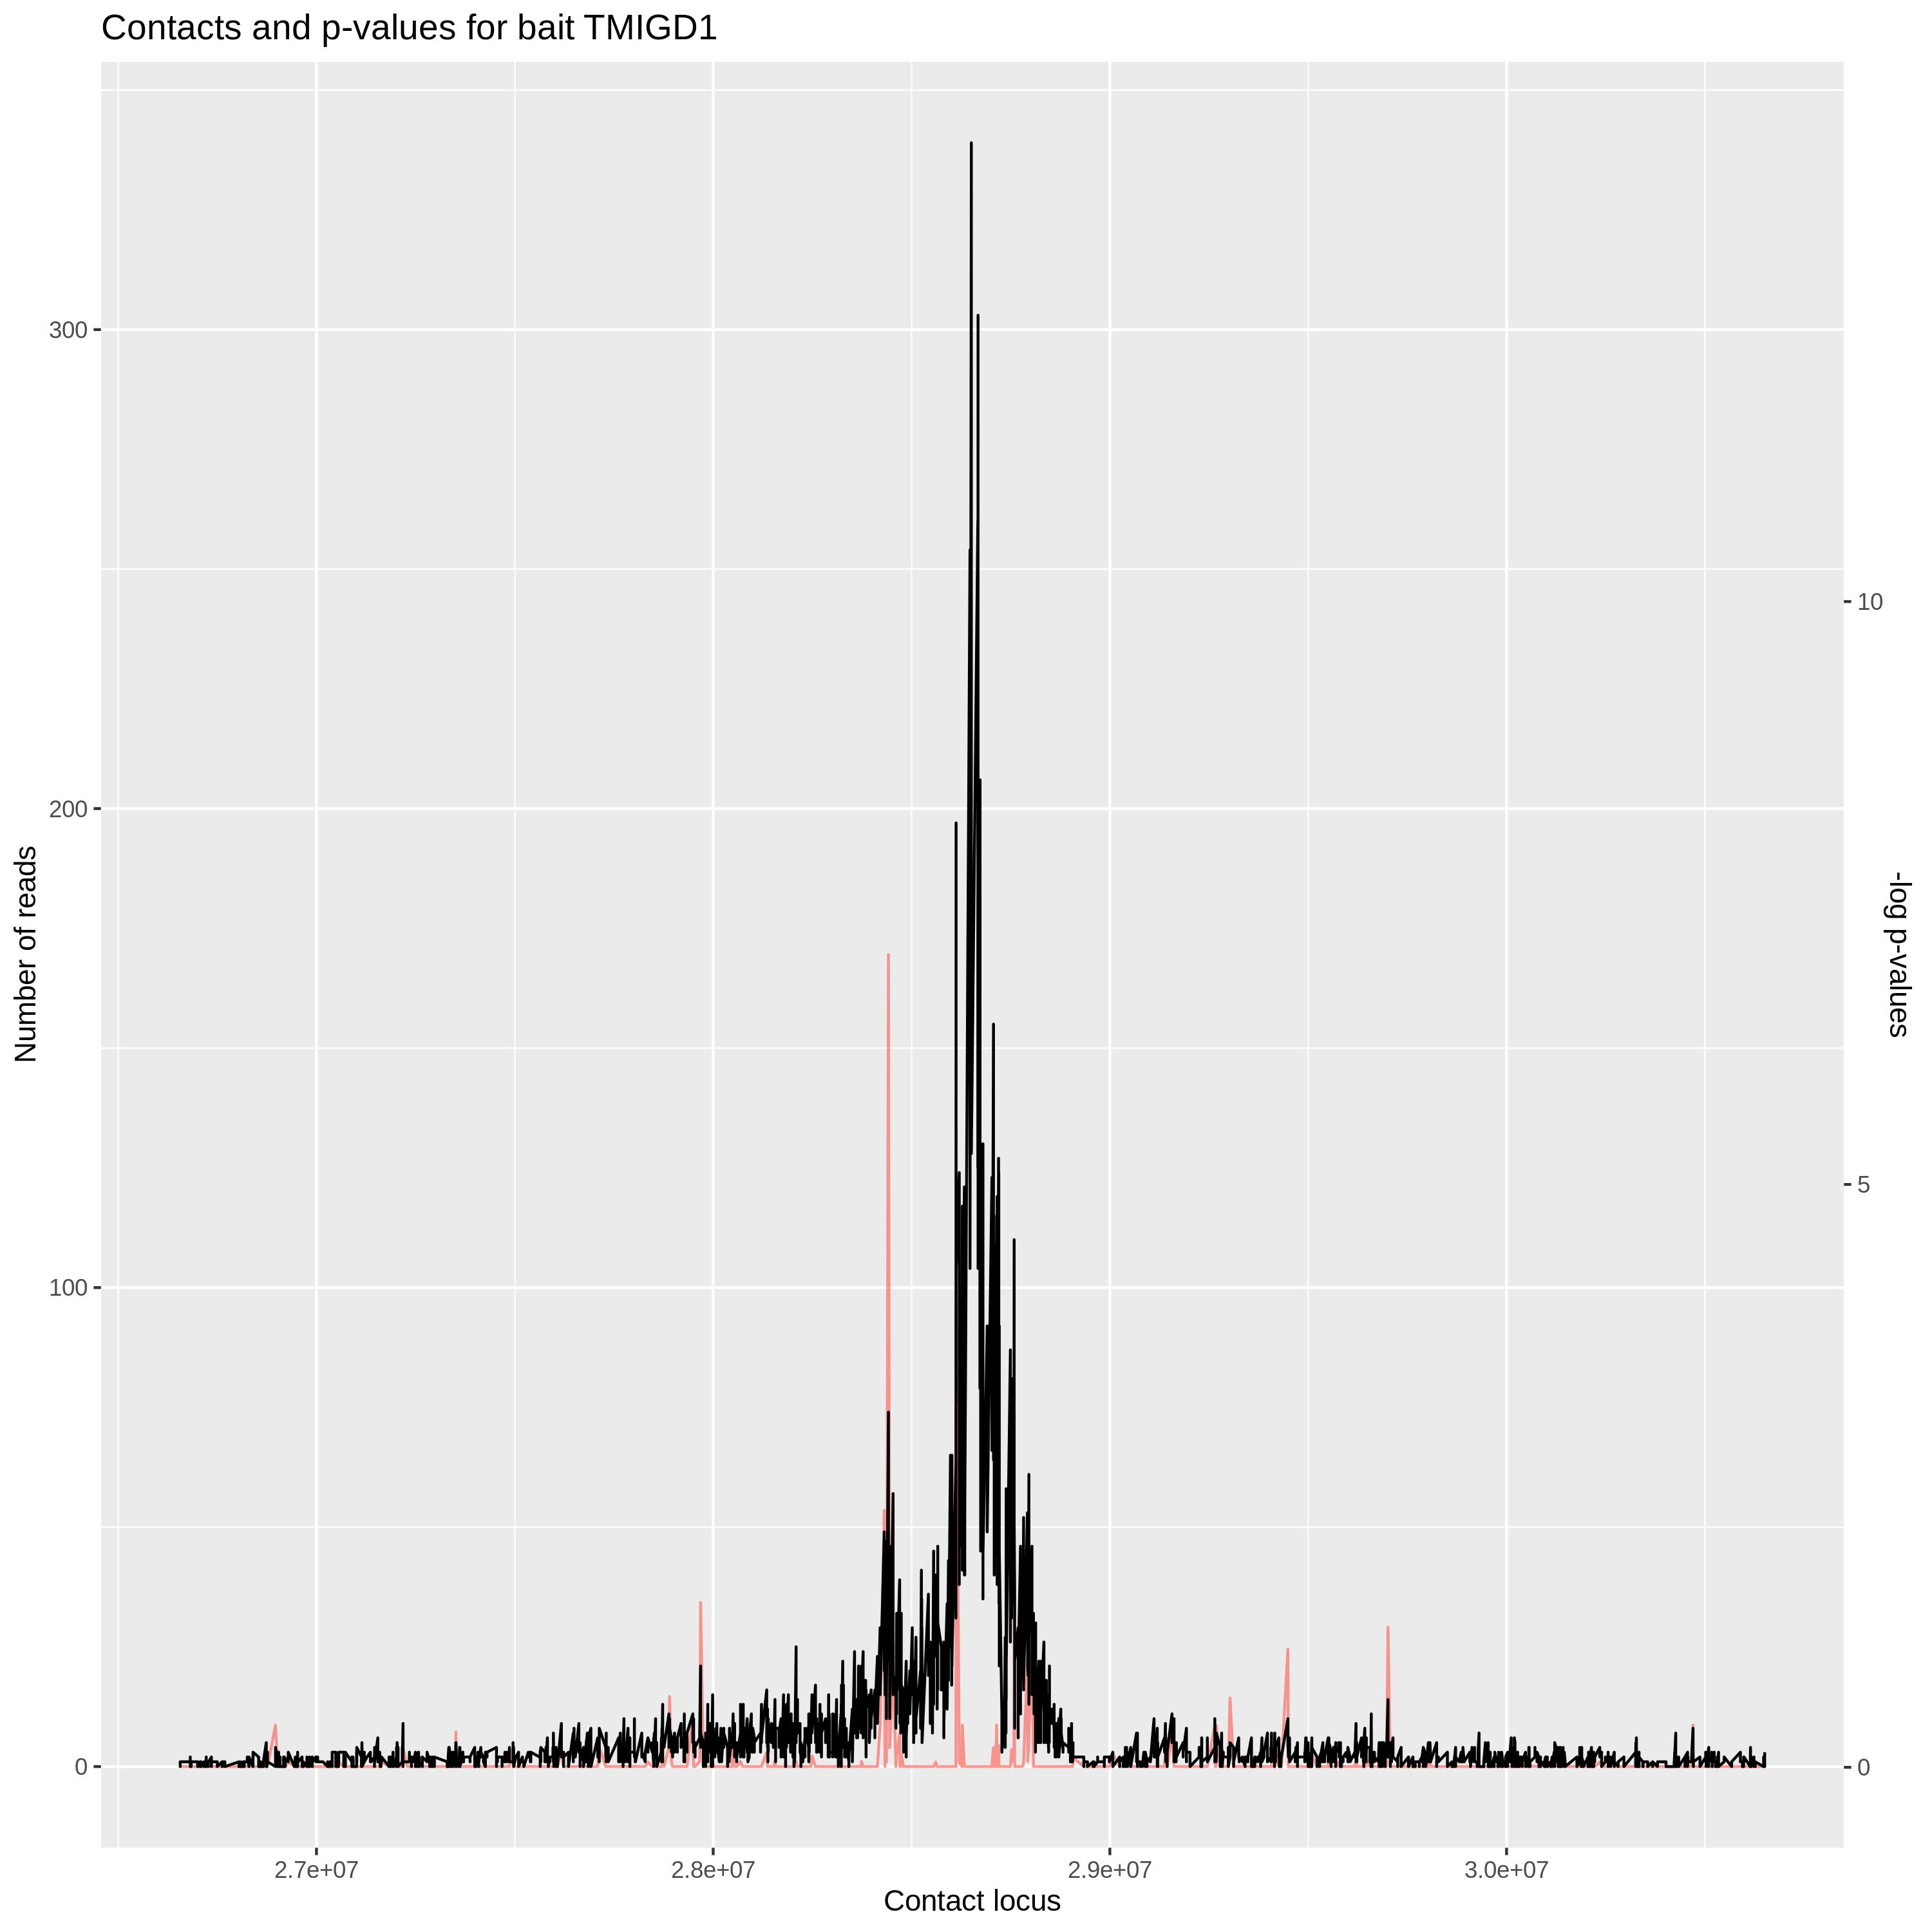 Contacts and p-values for bait TMIGD1
Number of reads
300
200
100
0
10
5
0
-log p-values
2.7e+07
2.8e+07
2.9e+07
3.0e+07
Contact locus